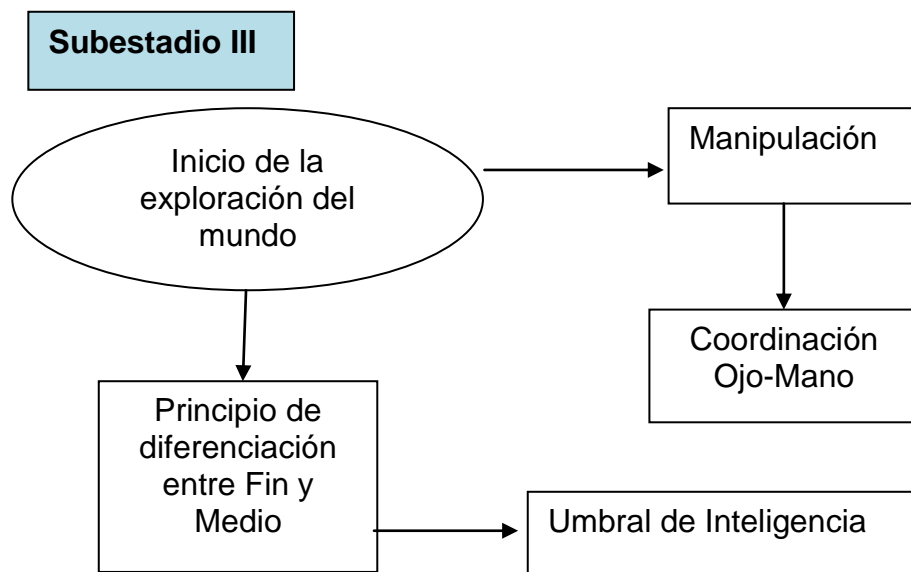 Subestadio III
Inicio de la
exploración del
mundo
Manipulación
Coordinación
Ojo-Mano
Principio de
diferenciación
entre Fin y
Medio
Umbral de Inteligencia